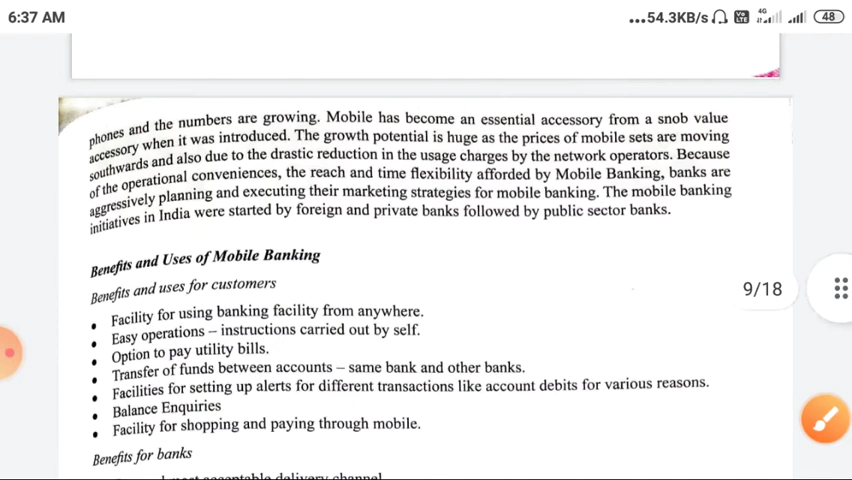 6:37 AM
...54.3KB/s
4G
Vo
LTE
48
phones and the numbers are growing. Mobile has become an essential accessory from a snob value
accessory when it was introduced. The growth potential is huge as the prices of mobile sets are moving
southwards and also due to the drastic reduction in the usage charges by the network operators. Because
of the operational conveniences, the reach and time flexibility afforded by Mobile Banking, banks are
aggressively planning and executing their marketing strategies for mobile banking. The mobile banking
initiatives in India were started by foreign and private banks followed by public sector banks.
Benefits and Uses of Mobile Banking
Benefits and uses for customers
• Facility for using banking facility from anywhere.
• Easy operations – instructions carried out by self.
• Option to pay utility bills.
• Transfer of funds between accounts – same bank and other banks.
• Facilities for setting up alerts for different transactions like account debits for various reasons.
• Balance Enquiries
• Facility for shopping and paying through mobile.
9/18
Benefits for banks
acceptable delivery channel